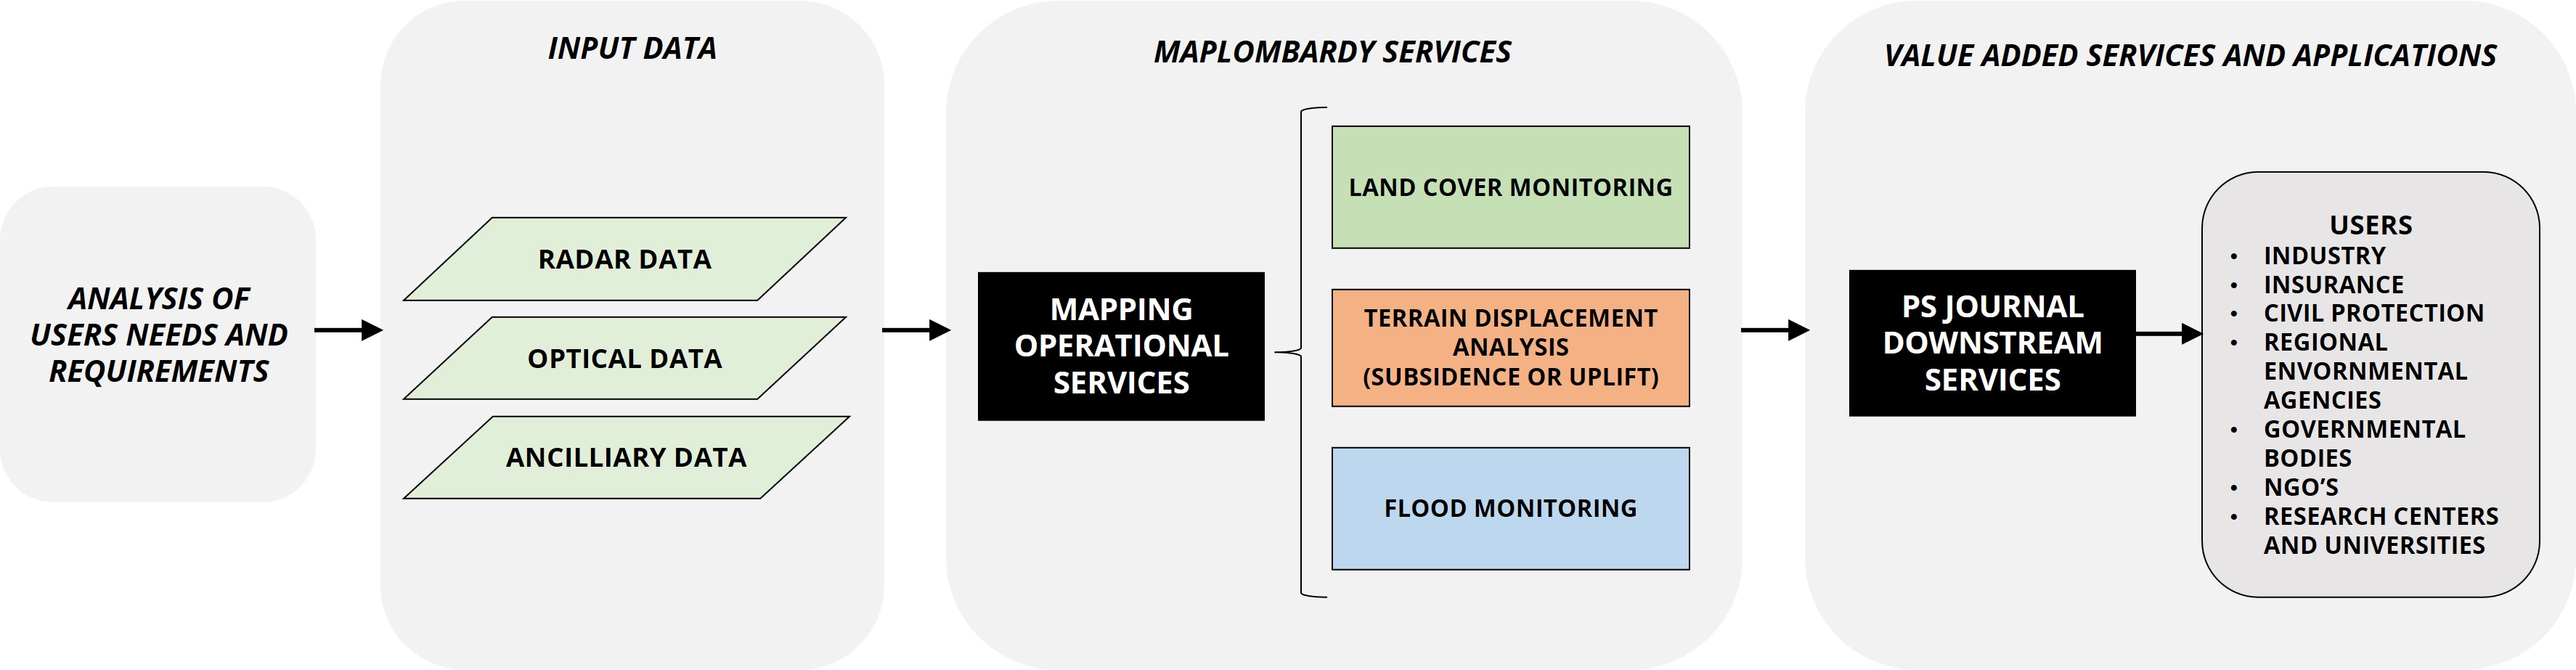 ANALYSIS OF
USERS NEEDS AND
REQUIREMENTS
INPUT DATA
RADAR DATA
OPTICAL DATA
ANCILLIARY DATA
MAPLOMBARDY SERVICES
MAPPING
OPERATIONAL
SERVICES
LAND COVER MONITORING
TERRAIN DISPLACEMENT
ANALYSIS
(SUBSIDENCE OR UPLIFT)
FLOOD MONITORING
VALUE ADDED SERVICES AND APPLICATIONS
PS JOURNAL
DOWNSTREAM
SERVICES
USERS
• INDUSTRY
• INSURANCE
• CIVIL PROTECTION
• REGIONAL
ENVORNMENTAL
AGENCIES
• GOVERNMENTAL
BODIES
• NGO’S
• RESEARCH CENTERS
AND UNIVERSITIES